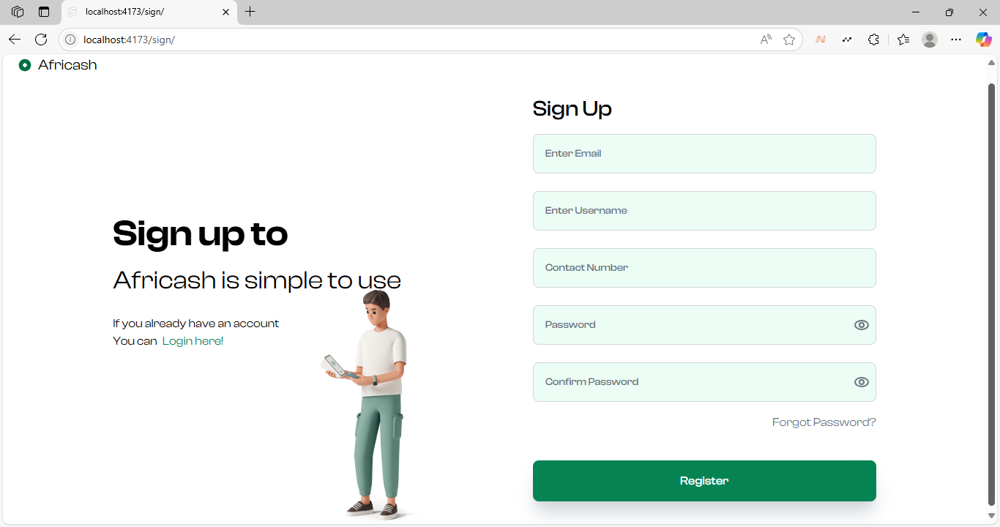 localhost:4173/sign/
localhost:4173/sign/
Africash
Sign Up
Enter Email
Enter Username
Contact Number
Password
Confirm Password
Forgot Password?
Register
Sign up to
Africash is simple to use
If you already have an account
You can Login here!